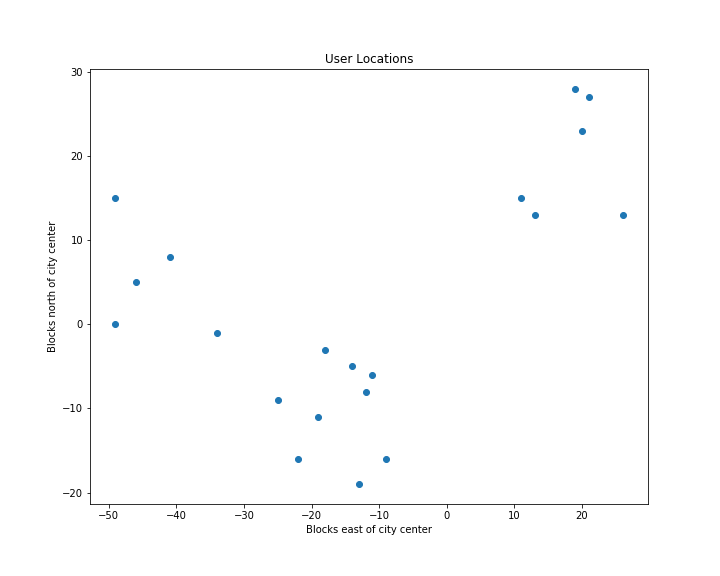 User Locations
30
20
10
0
−10
−20
Blocks north of city center
−50 −40 −30 −20 −10 0 10 20
Blocks east of city center